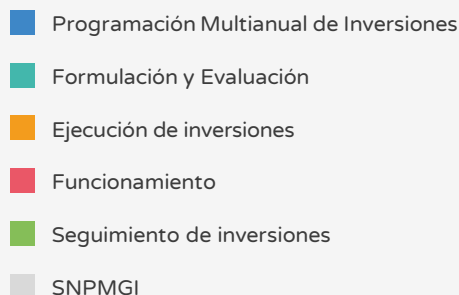 Programación Multianual de Inversiones
Formulación y Evaluación
Ejecución de inversiones
Funcionamiento
Seguimiento de inversiones
SNPMGI